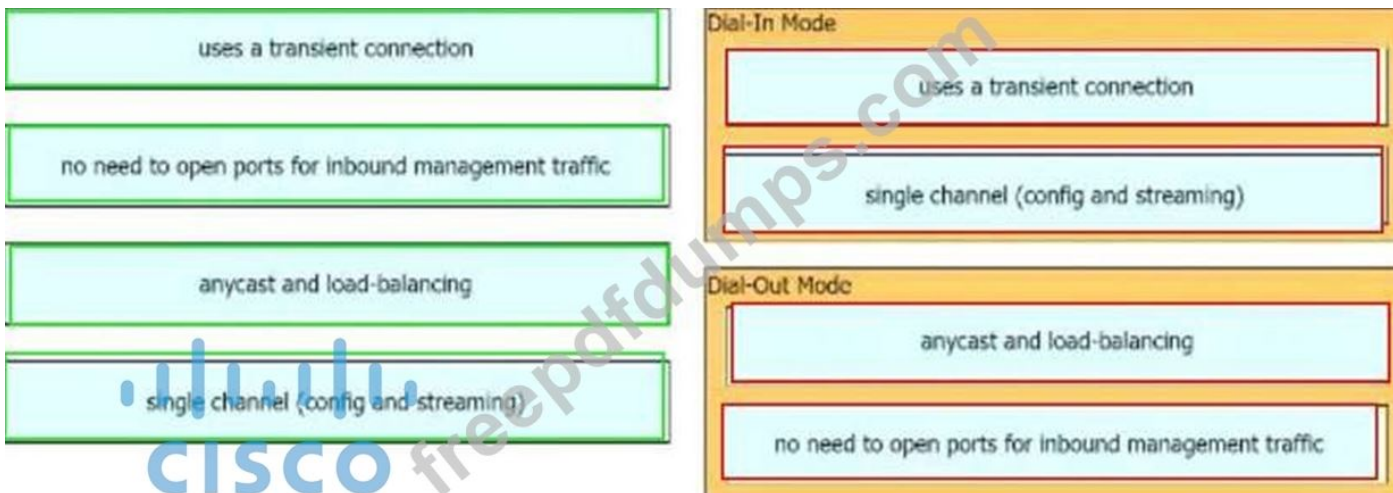 uses a transient connection
no need to open ports for inbound management traffic
anycast and load-balancing
single channel (config and streaming)
CISCO
Dial-In Mode
uses a transient connection
single channel (config and streaming)
Dial-Out Mode
anycast and load-balancing
no need to open ports for inbound management traffic
freepdfdumps.com